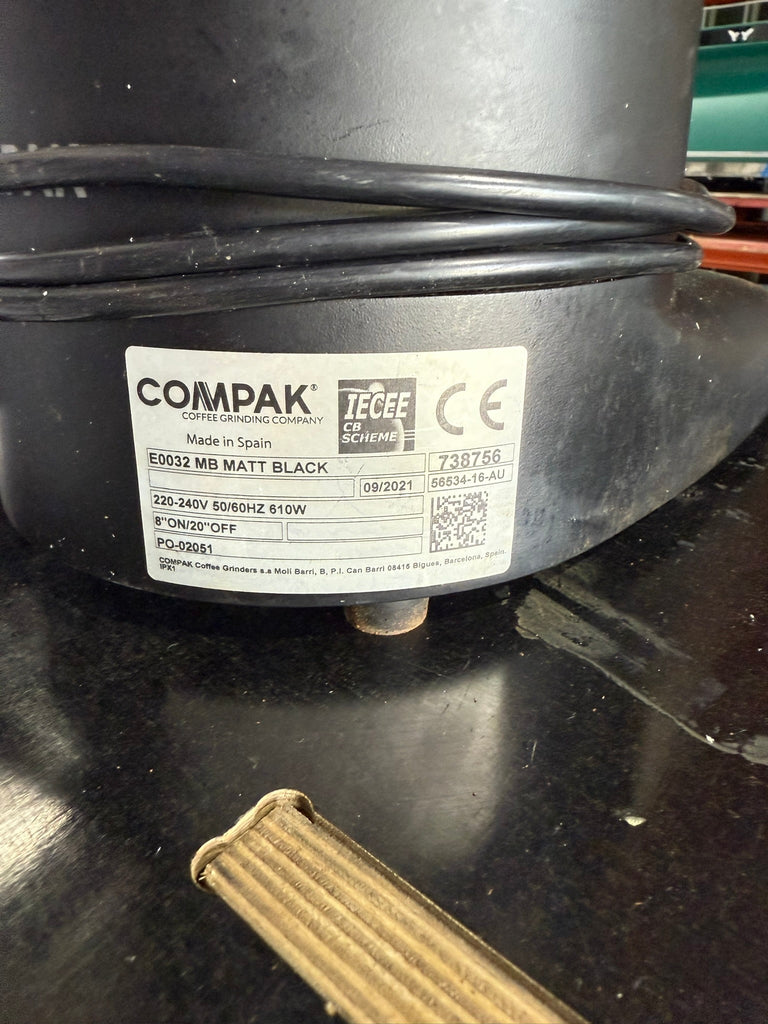 COMPAK®
COFFEE GRINDING COMPANY
Made in Spain
IECEE
CB
SCHEME
CE
E0032 MB MATT BLACK
738756
09/2021
56534-16-AU
220-240V 50/60HZ 610W
8"ON/20"OFF
PO-02051
COMPAK Coffee Grinders s.a Molí Barri, B, P.I. Can Barri 08415 Bigues, Barcelona, Spein.
IPX1